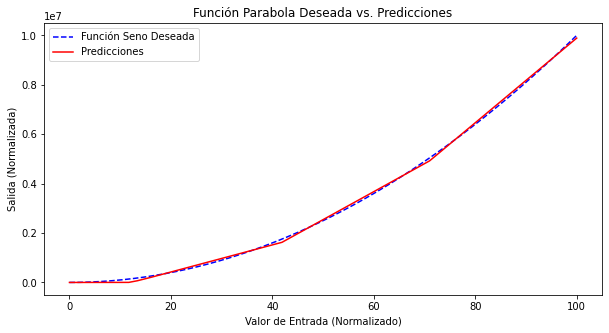 Función Parabola Deseada vs. Predicciones
1e7
Función Seno Deseada
Predicciones
1.0
0.8
0.6
0.4
0.2
0.0
Salida (Normalizada)
0 20 40 60 80 100
Valor de Entrada (Normalizado)